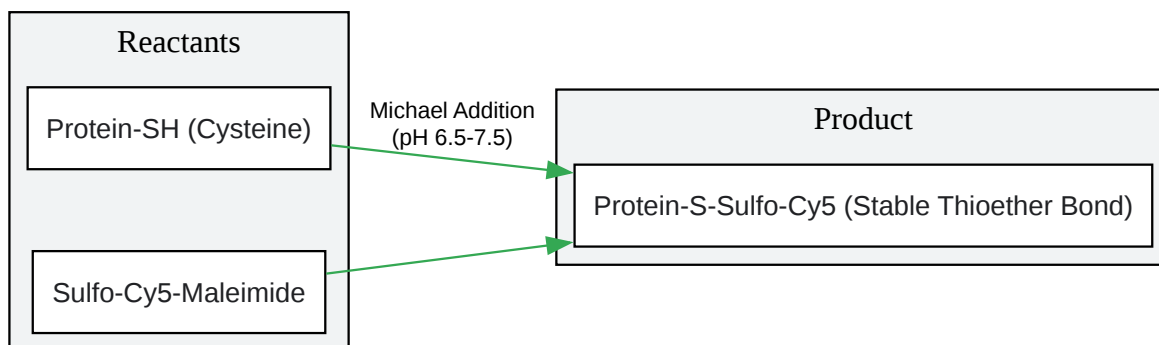 Reactants
Protein-SH (Cysteine)
Sulfo-Cy5-Maleimide
Michael Addition
(pH 6.5-7.5)
Product
Protein-S-Sulfo-Cy5 (Stable Thioether Bond)